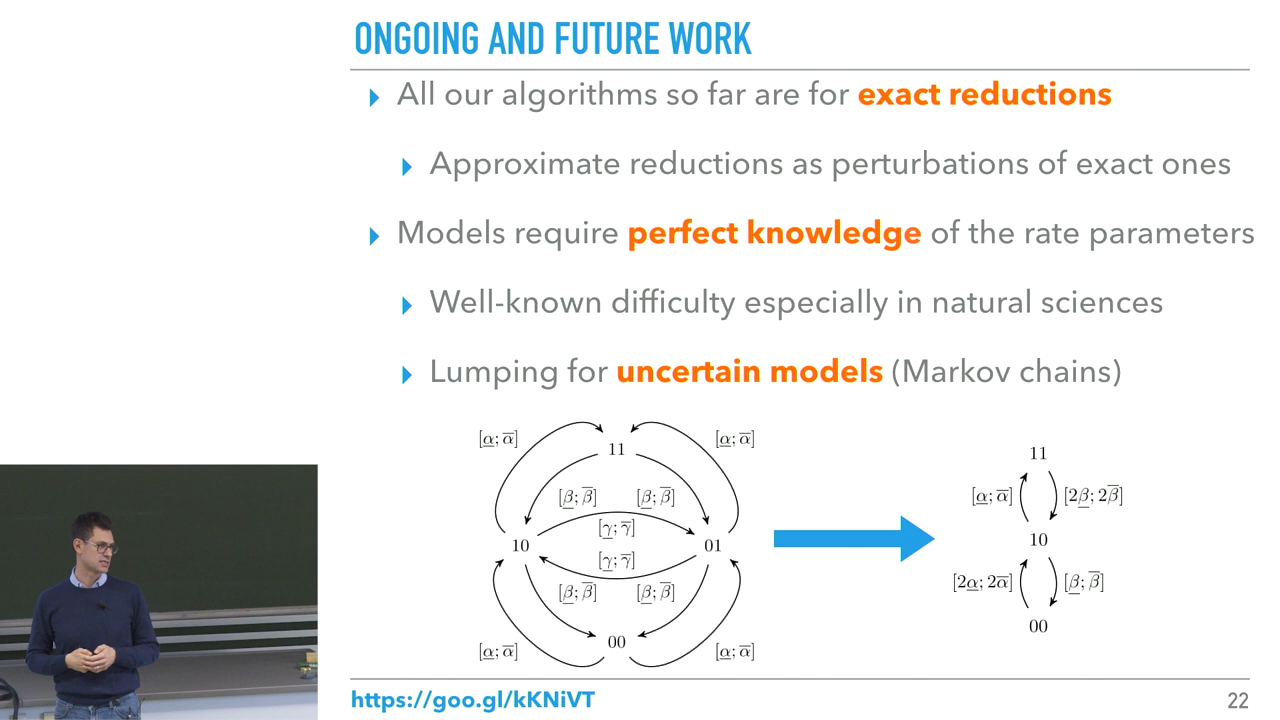 ONGOING AND FUTURE WORK
All our algorithms so far are for exact reductions
Approximate reductions as perturbations of exact ones
Models require perfect knowledge of the rate parameters
Well-known difficulty especially in natural sciences
Lumping for uncertain models (Markov chains)
[α̲; α̅] 11 [α̲; α̅]
[β̲; β̅] [β̲; β̅]
[γ̲; γ̅]
10 01
[γ̲; γ̅]
[β̲; β̅] [β̲; β̅]
00
[α̲; α̅] [α̲; α̅]
11
[α̲; α̅] [2β̲; 2β̅]
10
[2α̲; 2α̅] [β̲; β̅]
00
https://goo.gl/kKNiVT
22